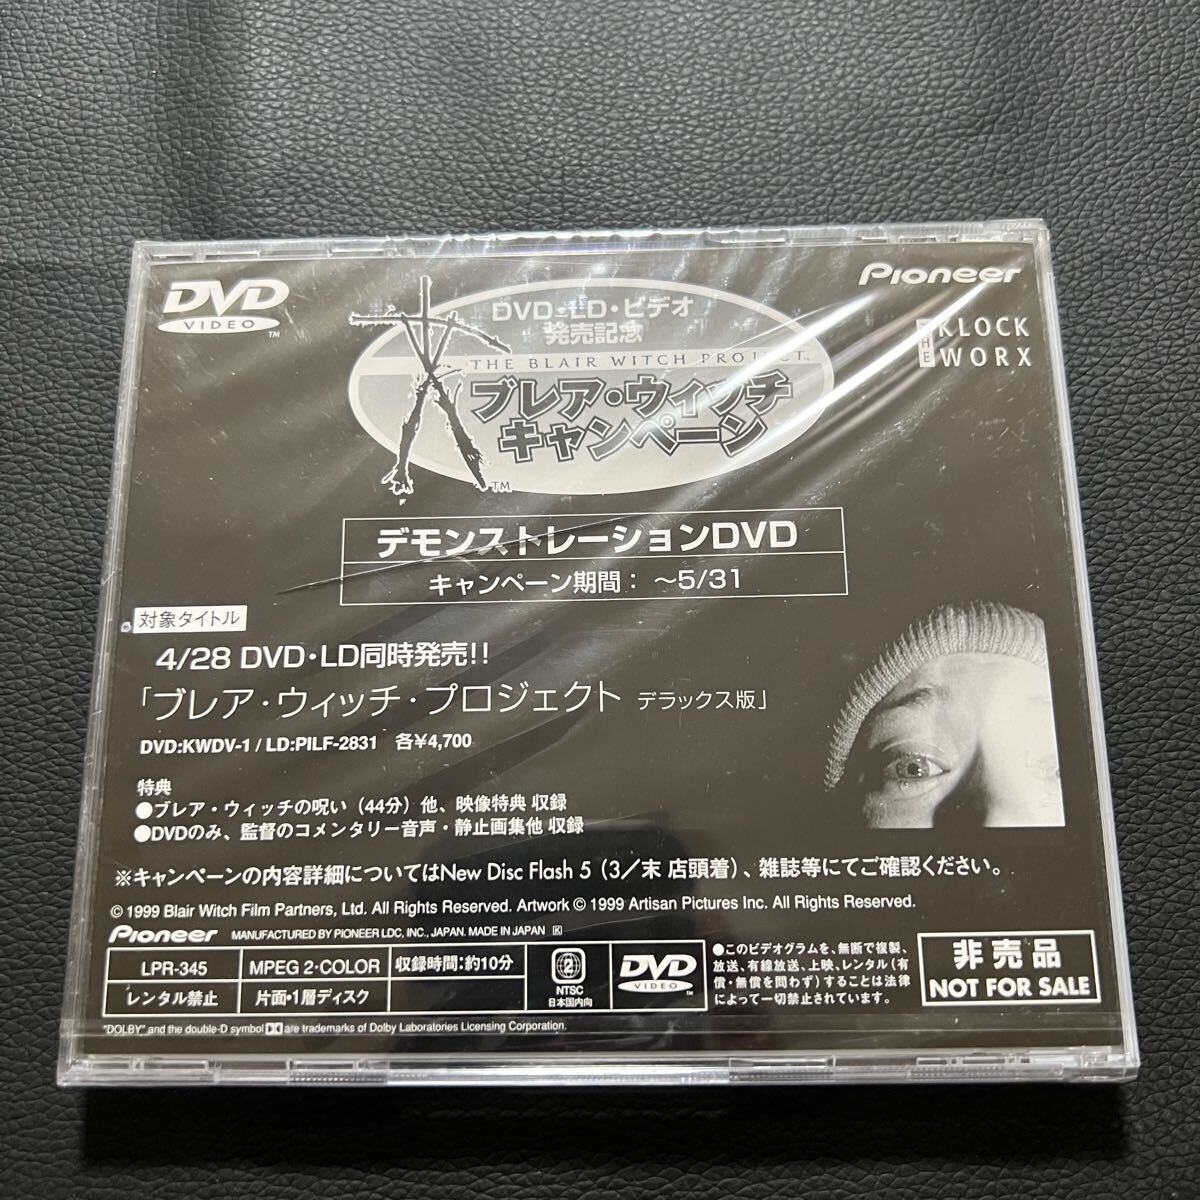 DVD
VIDEO
TM
Pioneer
THE KLOCK WORX
DVD・LD・ビデオ
発売記念
THE BLAIR WITCH PROJECT™
ブレア・ウィッチ
キャンペーン
TM
デモンストレーションDVD
キャンペーン期間：～5/31
対象タイトル
4/28 DVD・LD同時発売!!
「ブレア・ウィッチ・プロジェクト デラックス版」
DVD:KWDV-1 / LD:PILF-2831 各¥4,700
特典
●ブレア・ウィッチの呪い（44分）他、映像特典 収録
●DVDのみ、監督のコメンタリー音声・静止画集他 収録
※キャンペーンの内容詳細についてはNew Disc Flash 5（3／末 店頭着）、雑誌等にてご確認ください。
© 1999 Blair Witch Film Partners, Ltd. All Rights Reserved. Artwork © 1999 Artisan Pictures Inc. All Rights Reserved.
Pioneer MANUFACTURED BY PIONEER LDC, INC., JAPAN. MADE IN JAPAN K
LPR-345 MPEG 2・COLOR 収録時間：約10分
レンタル禁止 片面・1層ディスク
2
NTSC
日本国内向
DVD
VIDEO
TM
●このビデオグラムを、無断で複製、
放送、有線放送、上映、レンタル（有
償・無償を問わず）することは法律
によって一切禁止されています。
非売品
NOT FOR SALE
"DOLBY" and the double-D symbol are trademarks of Dolby Laboratories Licensing Corporation.